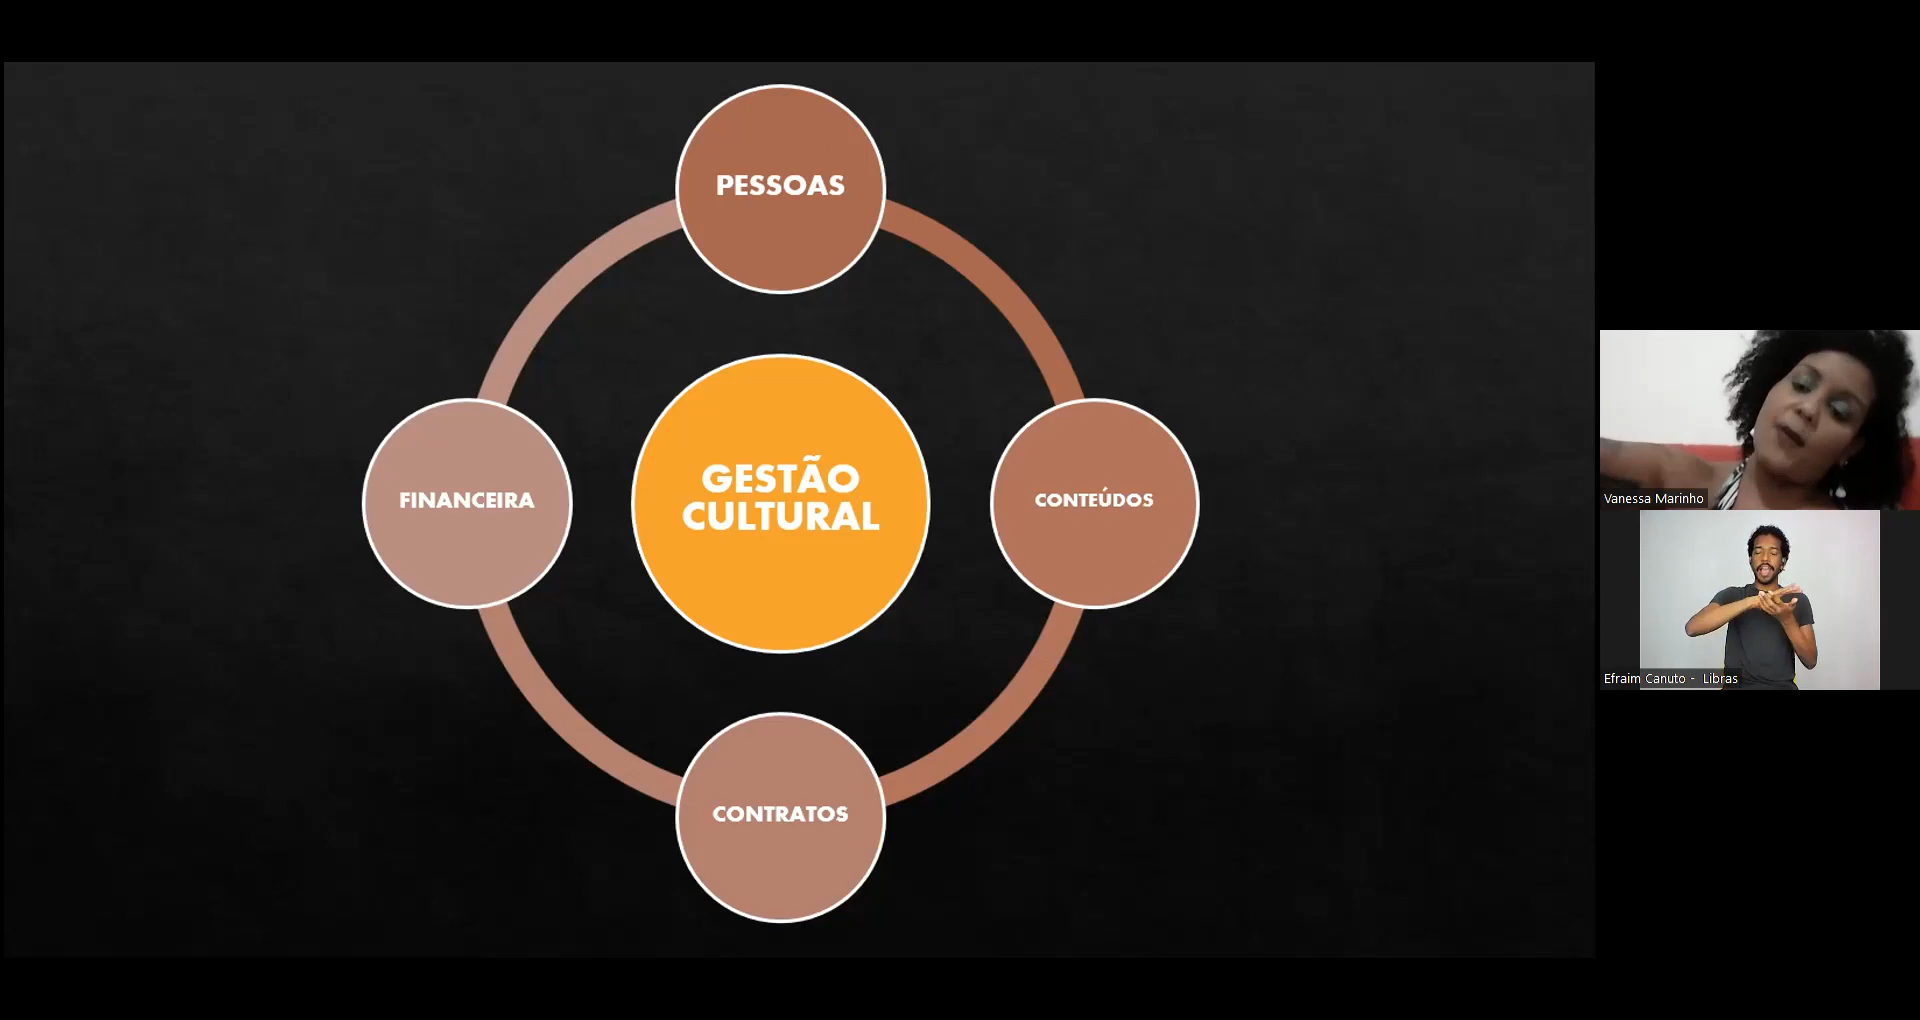 PESSOAS
FINANCEIRA
GESTÃO
CULTURAL
CONTEÚDOS
CONTRATOS
Vanessa Marinho
Efraim Canuto - Libras